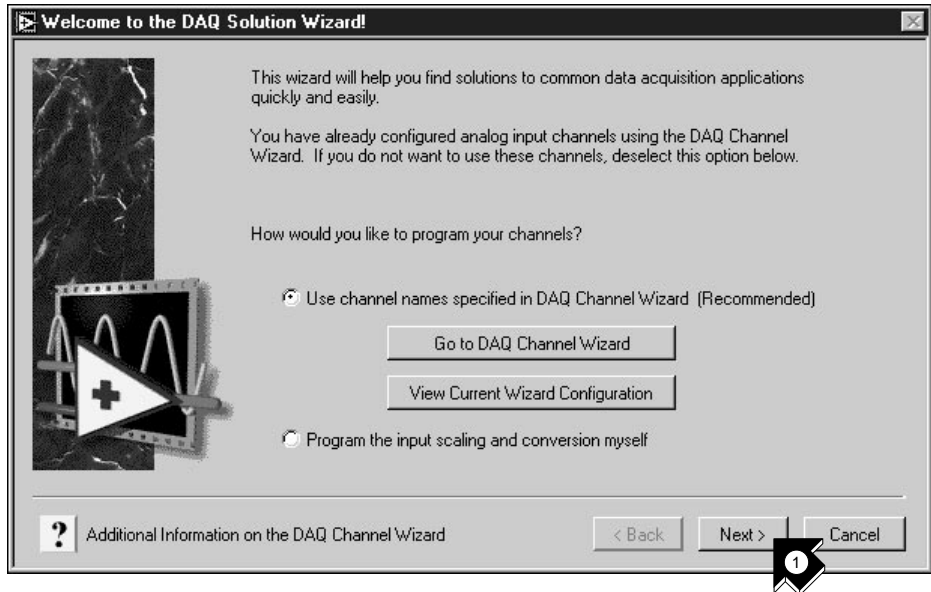 Welcome to the DAQ Solution Wizard!
This wizard will help you find solutions to common data acquisition applications
quickly and easily.
You have already configured analog input channels using the DAQ Channel
Wizard. If you do not want to use these channels, deselect this option below.
How would you like to program your channels?
Use channel names specified in DAQ Channel Wizard (Recommended)
Go to DAQ Channel Wizard
View Current Wizard Configuration
Program the input scaling and conversion myself
? Additional Information on the DAQ Channel Wizard
< Back Next > Cancel
1